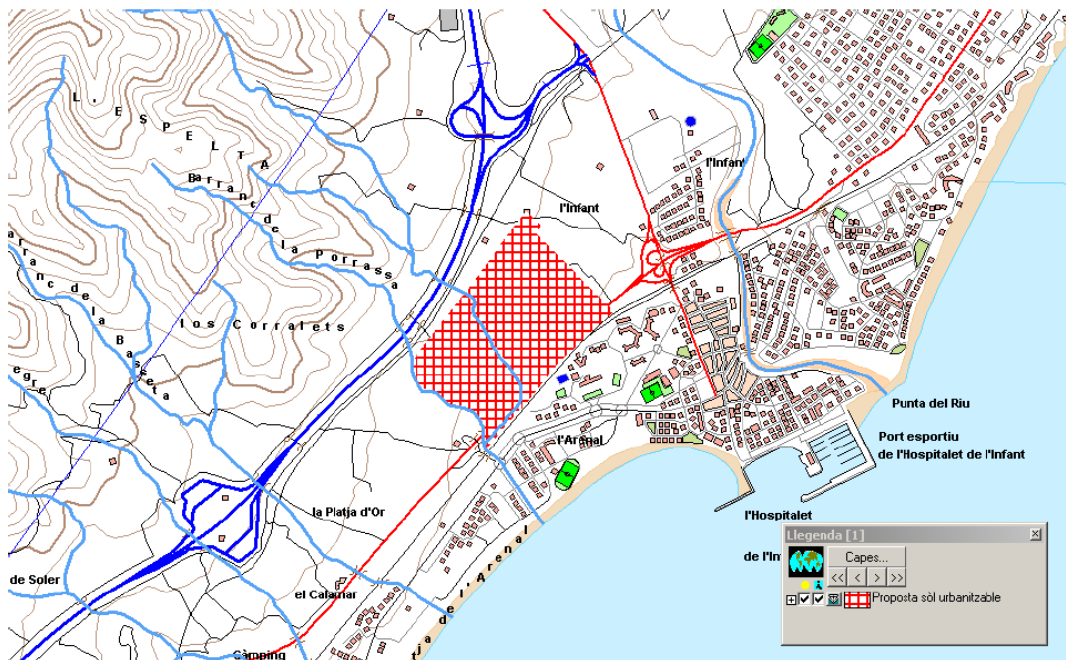 L' ESPELTA
Barranc de la Porrassa
l'Infant
l'Infant
arranc de la Basseta
los Corralets
egre
Punta del Riu
Port esportiu
de l'Hospitalet de l'Infant
l'Arenal
la Platja d'Or
l'Hospitalet
de l'In
de Soler
el Calamar
tja de l'Arenal
Càmping
Llegenda [1]
Capes...
<< < > >>
Proposta sòl urbanitzable